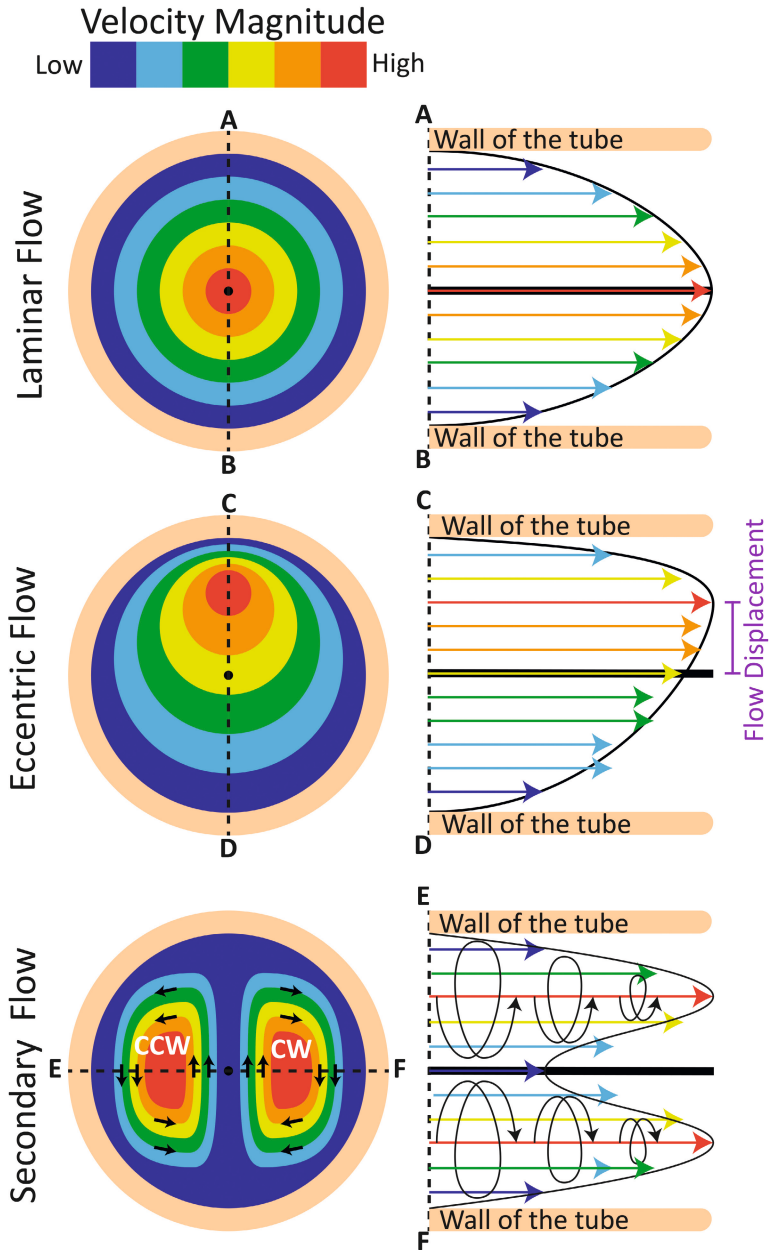 Velocity Magnitude
Low
High
Laminar Flow
A
B
A
Wall of the tube
Wall of the tube
B
Eccentric Flow
C
D
C
Wall of the tube
Flow Displacement
Wall of the tube
D
Secondary Flow
E
CCW
CW
F
E
Wall of the tube
Wall of the tube
F